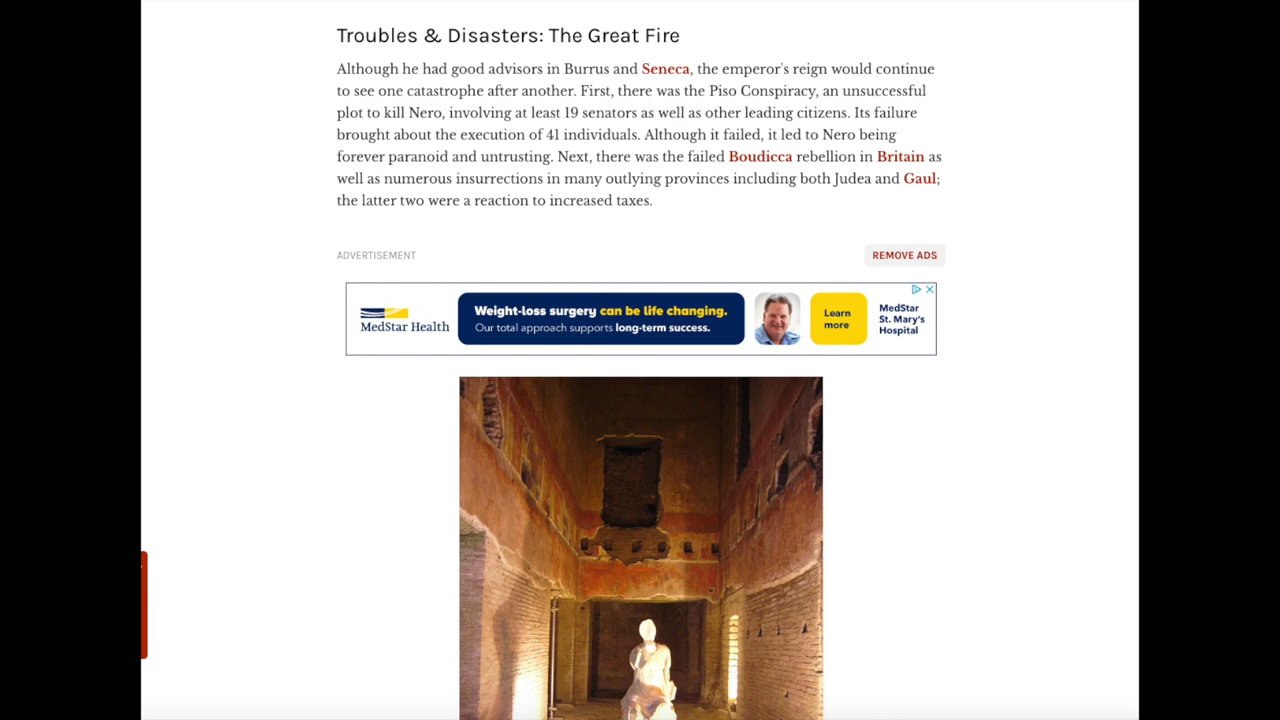 Troubles & Disasters: The Great Fire
Although he had good advisors in Burrus and Seneca, the emperor's reign would continue
to see one catastrophe after another. First, there was the Piso Conspiracy, an unsuccessful
plot to kill Nero, involving at least 19 senators as well as other leading citizens. Its failure
brought about the execution of 41 individuals. Although it failed, it led to Nero being
forever paranoid and untrusting. Next, there was the failed Boudicca rebellion in Britain as
well as numerous insurrections in many outlying provinces including both Judea and Gaul;
the latter two were a reaction to increased taxes.
ADVERTISEMENT
REMOVE ADS
MedStar Health
Weight-loss surgery can be life changing.
Our total approach supports long-term success.
Learn
more
MedStar
St. Mary's
Hospital